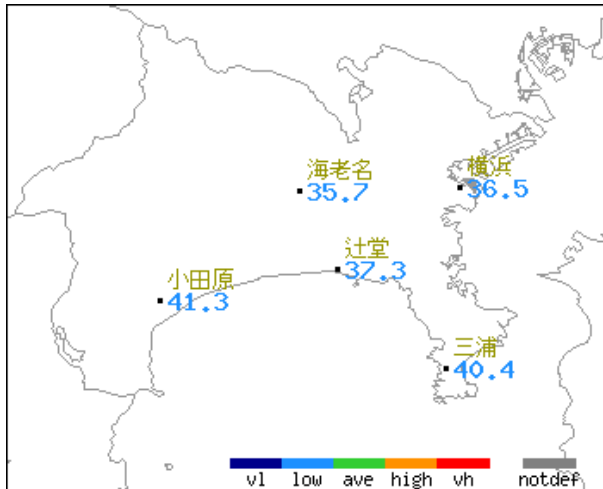 海老名
35.7
横浜
36.5
辻堂
37.3
小田原
41.3
三浦
40.4
vl low ave high vh notdef